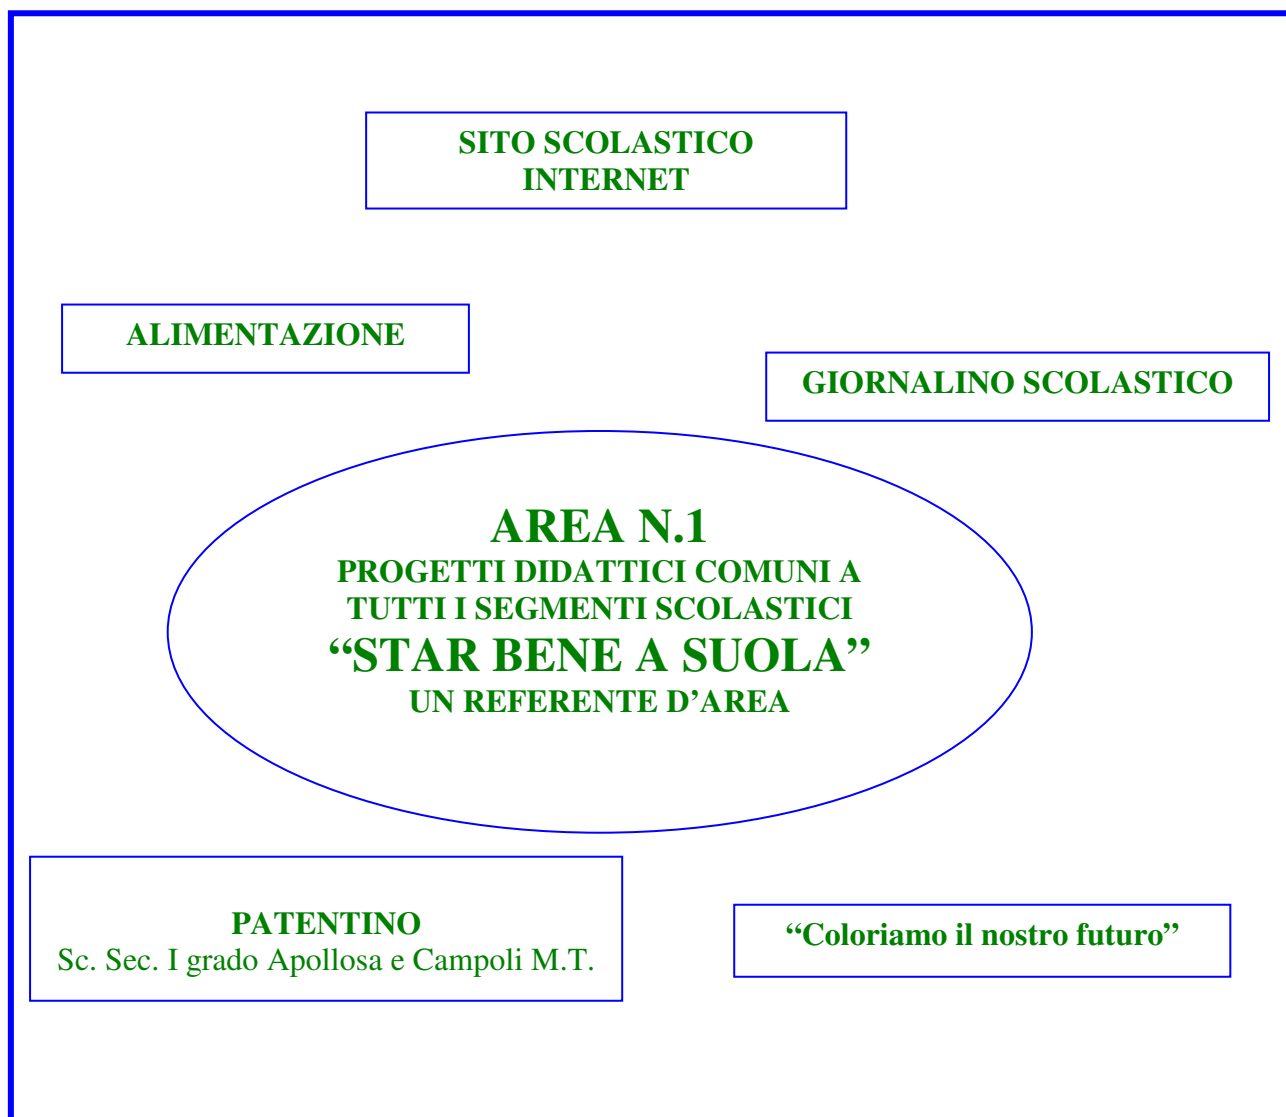 SITO SCOLASTICO
INTERNET
ALIMENTAZIONE
GIORNALINO SCOLASTICO
AREA N.1
PROGETTI DIDATTICI COMUNI A
TUTTI I SEGMENTI SCOLASTICI
“STAR BENE A SUOLA”
UN REFERENTE D’AREA
PATENTINO
Sc. Sec. I grado Apollosa e Campoli M.T.
“Coloriamo il nostro futuro”